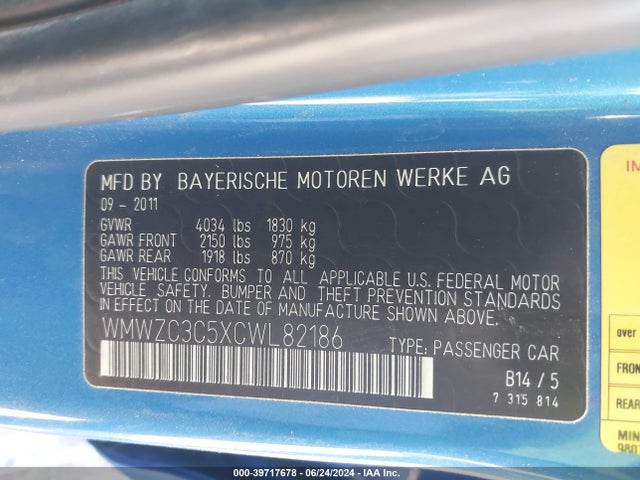 MFD BY BAYERISCHE MOTOREN WERKE AG
09 - 2011
GVWR 4034 lbs 1830 kg
GAWR FRONT 2150 lbs 975 kg
GAWR REAR 1918 lbs 870 kg
THIS VEHICLE CONFORMS TO ALL APPLICABLE U.S. FEDERAL MOTOR
VEHICLE SAFETY, BUMPER AND THEFT PREVENTION STANDARDS
IN EFFECT ON THE DATE OF MANUFACTURE SHOWN ABOVE.
WMWZC3C5XCWL82186 TYPE: PASSENGER CAR
B14 / 5
7 315 814
over
FRON
REAR
MIN
980
000-39717678 - 06/24/2024 - IAA Inc.